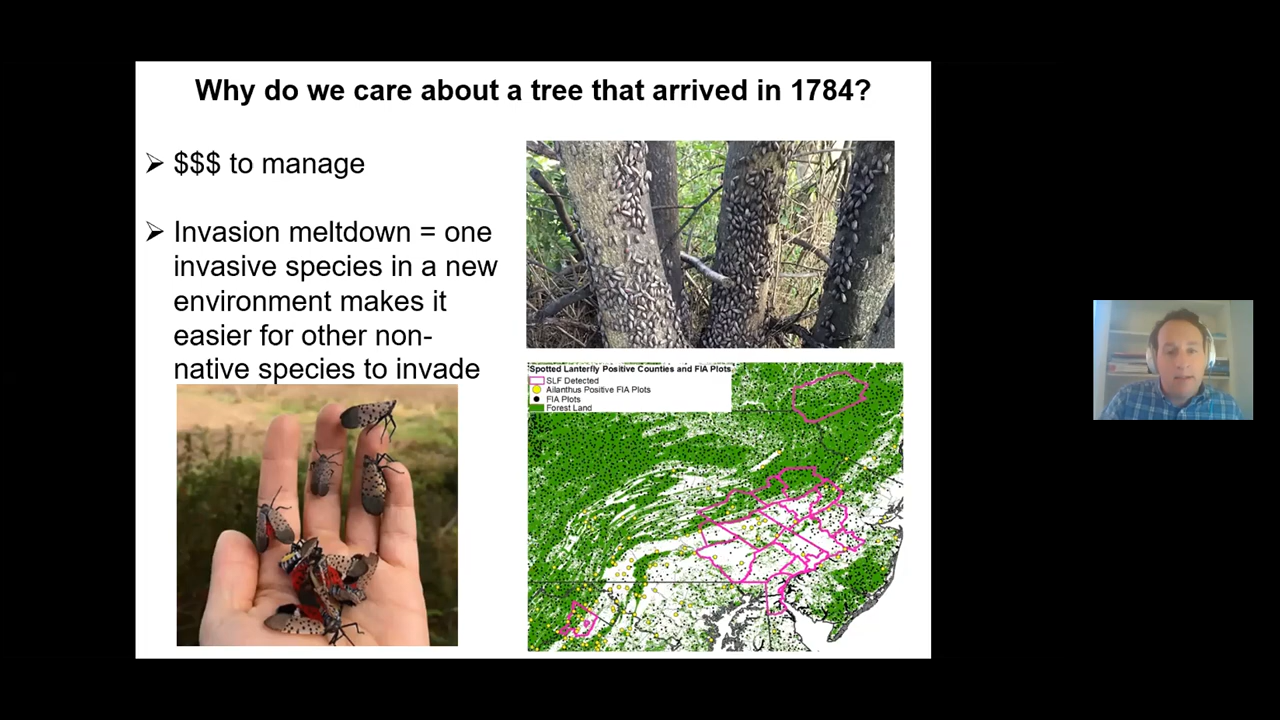 Why do we care about a tree that arrived in 1784?
➢ $$$ to manage
➢ Invasion meltdown = one
invasive species in a new
environment makes it
easier for other non-
native species to invade
Spotted Lanterfly Positive Counties and FIA Plots
SLF Detected
Ailanthus Positive FIA Plots
FIA Plots
Forest Land